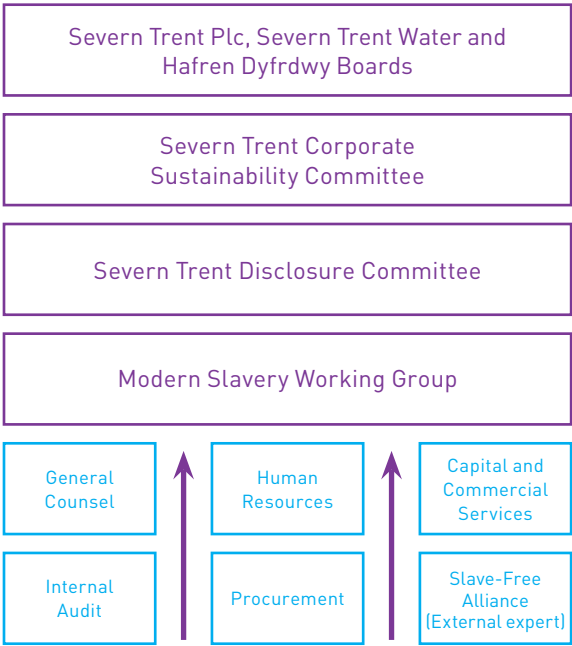 Severn Trent Plc, Severn Trent Water and
Hafren Dyfrdwy Boards
Severn Trent Corporate
Sustainability Committee
Severn Trent Disclosure Committee
Modern Slavery Working Group
General
Counsel
Human
Resources
Capital and
Commercial
Services
Internal
Audit
Procurement
Slave-Free
Alliance
(External expert)